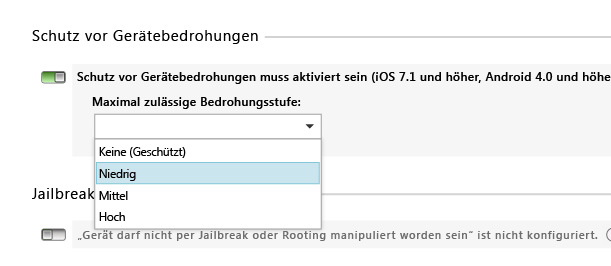 Schutz vor Gerätebedrohungen
Schutz vor Gerätebedrohungen muss aktiviert sein (iOS 7.1 und höher, Android 4.0 und höhe
Maximal zulässige Bedrohungsstufe:
Keine (Geschützt)
Niedrig
Mittel
Hoch
Jailbreak
„Gerät darf nicht per Jailbreak oder Rooting manipuliert worden sein“ ist nicht konfiguriert.